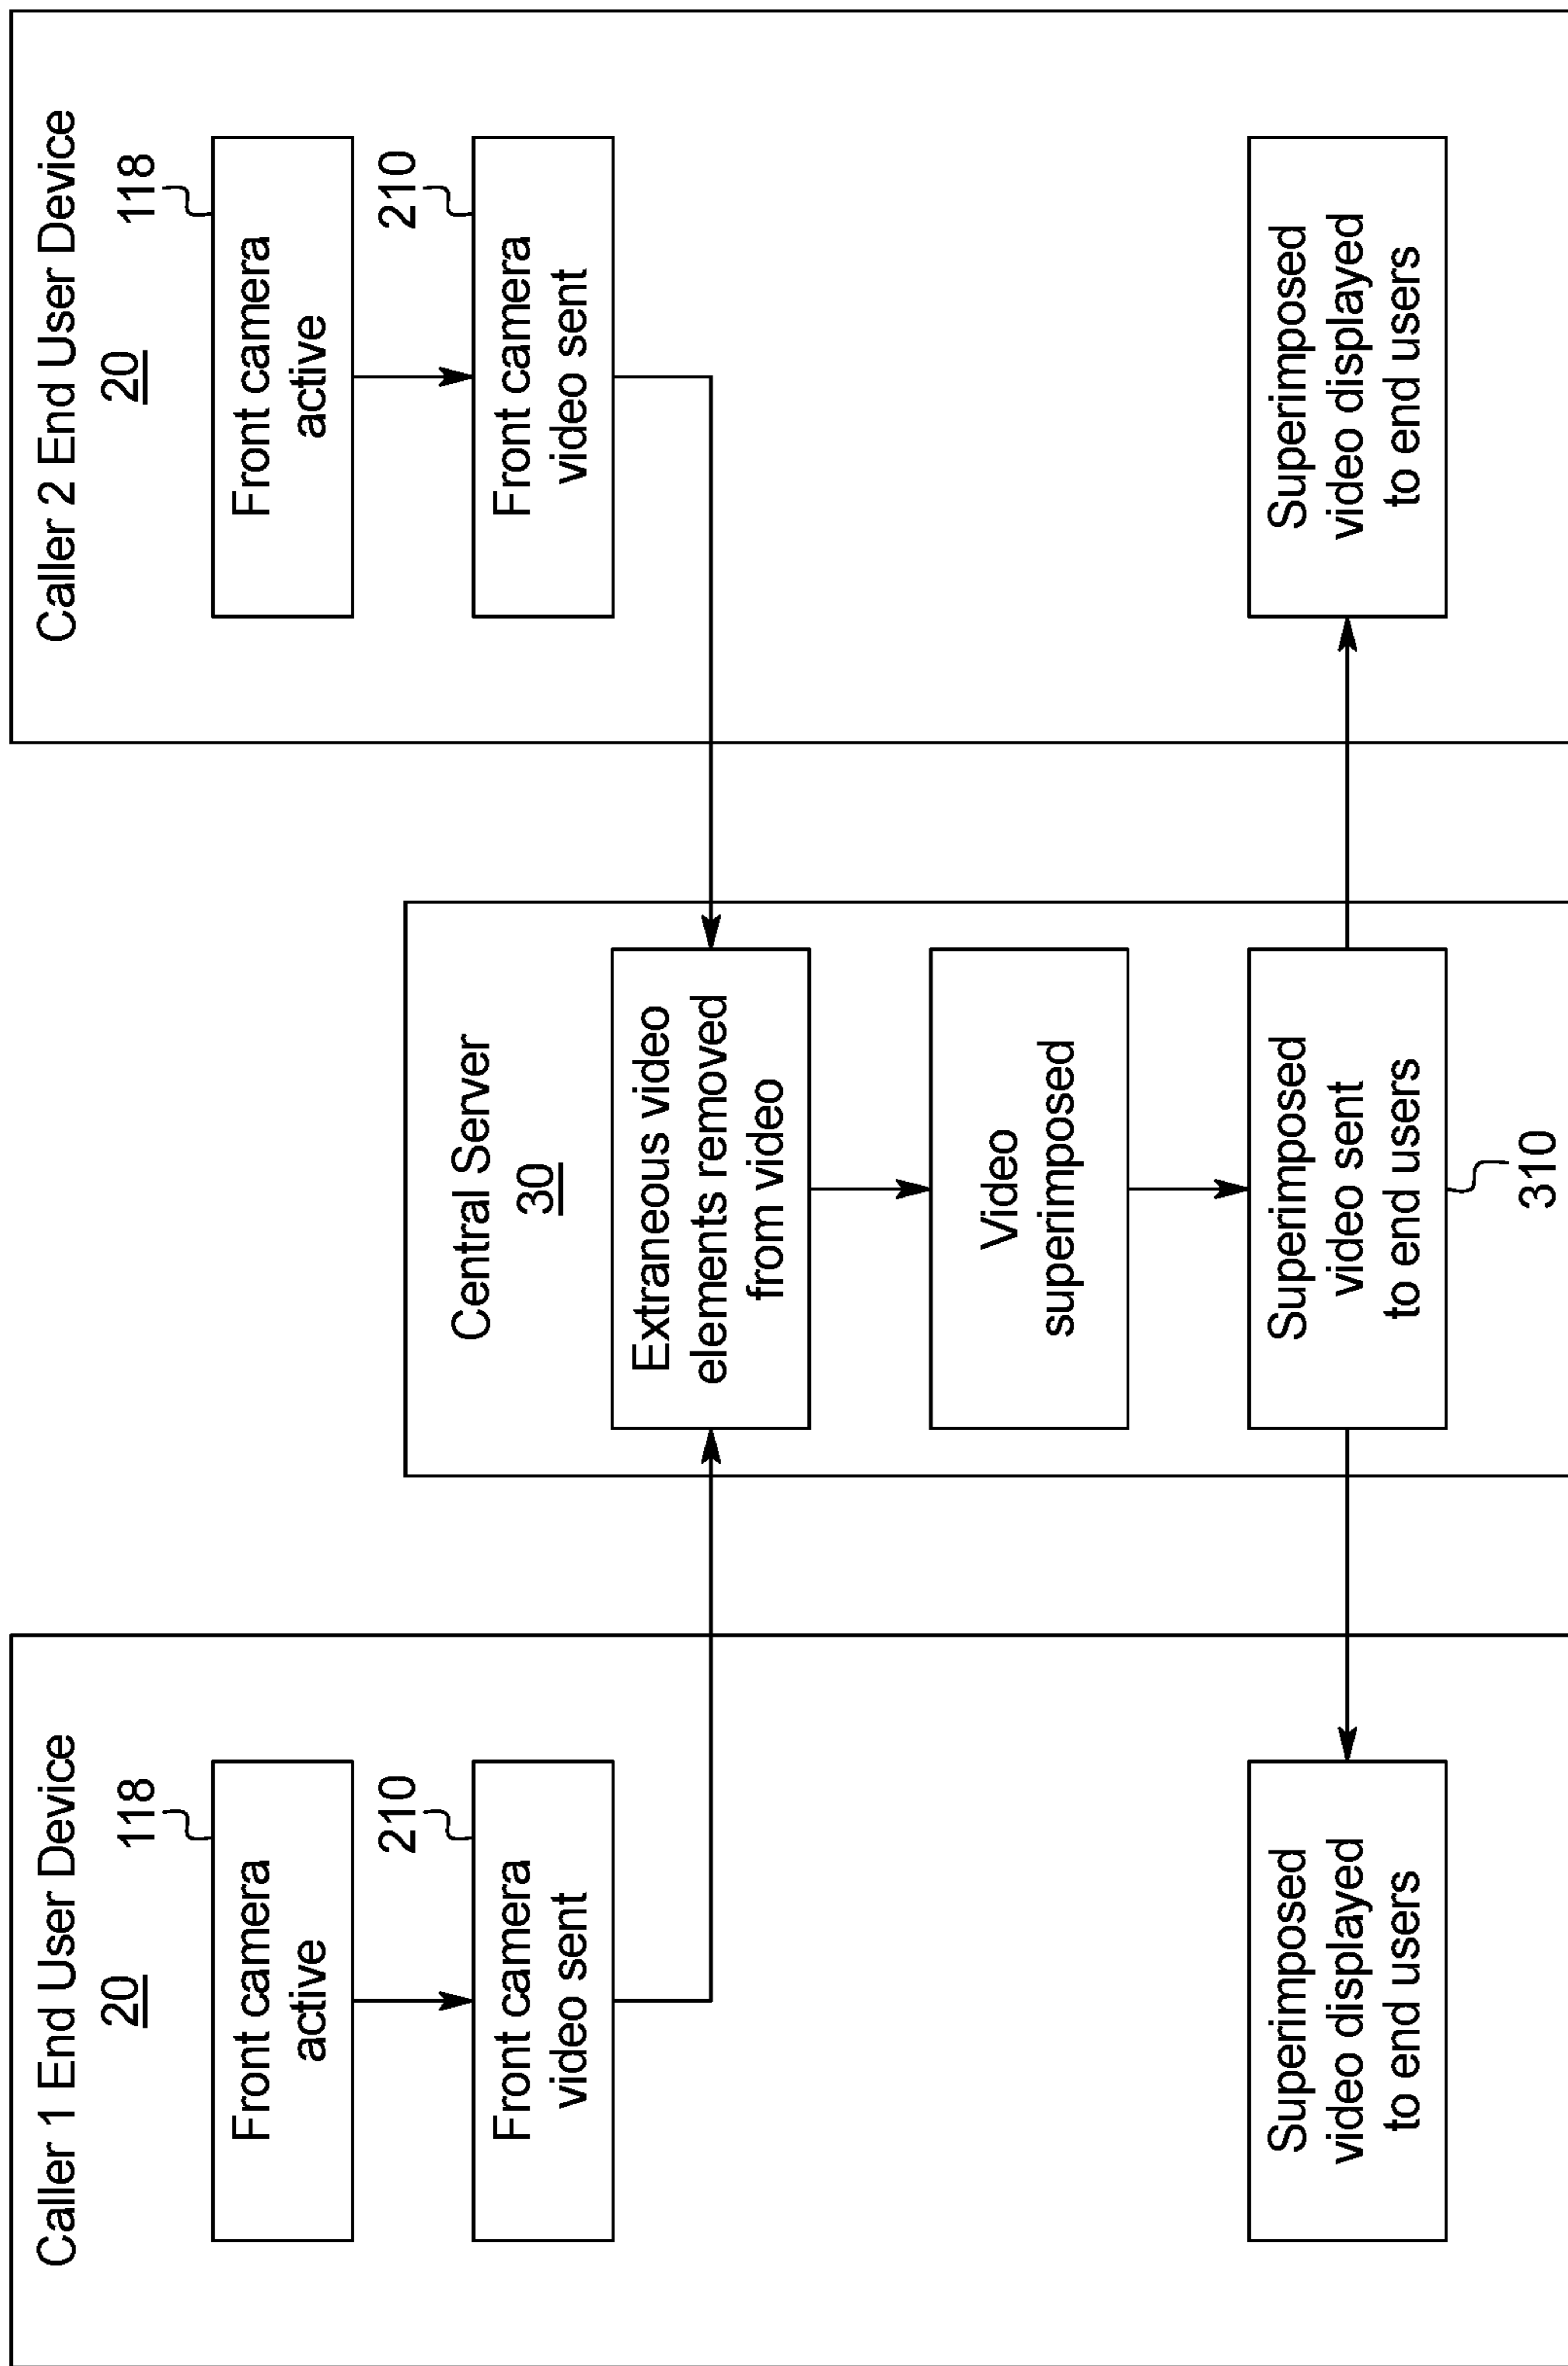 Caller 1 End User Device
20
118
Front camera
active
210
Front camera
video sent
Superimposed
video displayed
to end users
Central Server
30
Extraneous video
elements removed
from video
Video
superimposed
Superimposed
video sent
to end users
310
Caller 2 End User Device
20
118
Front camera
active
210
Front camera
video sent
Superimposed
video displayed
to end users